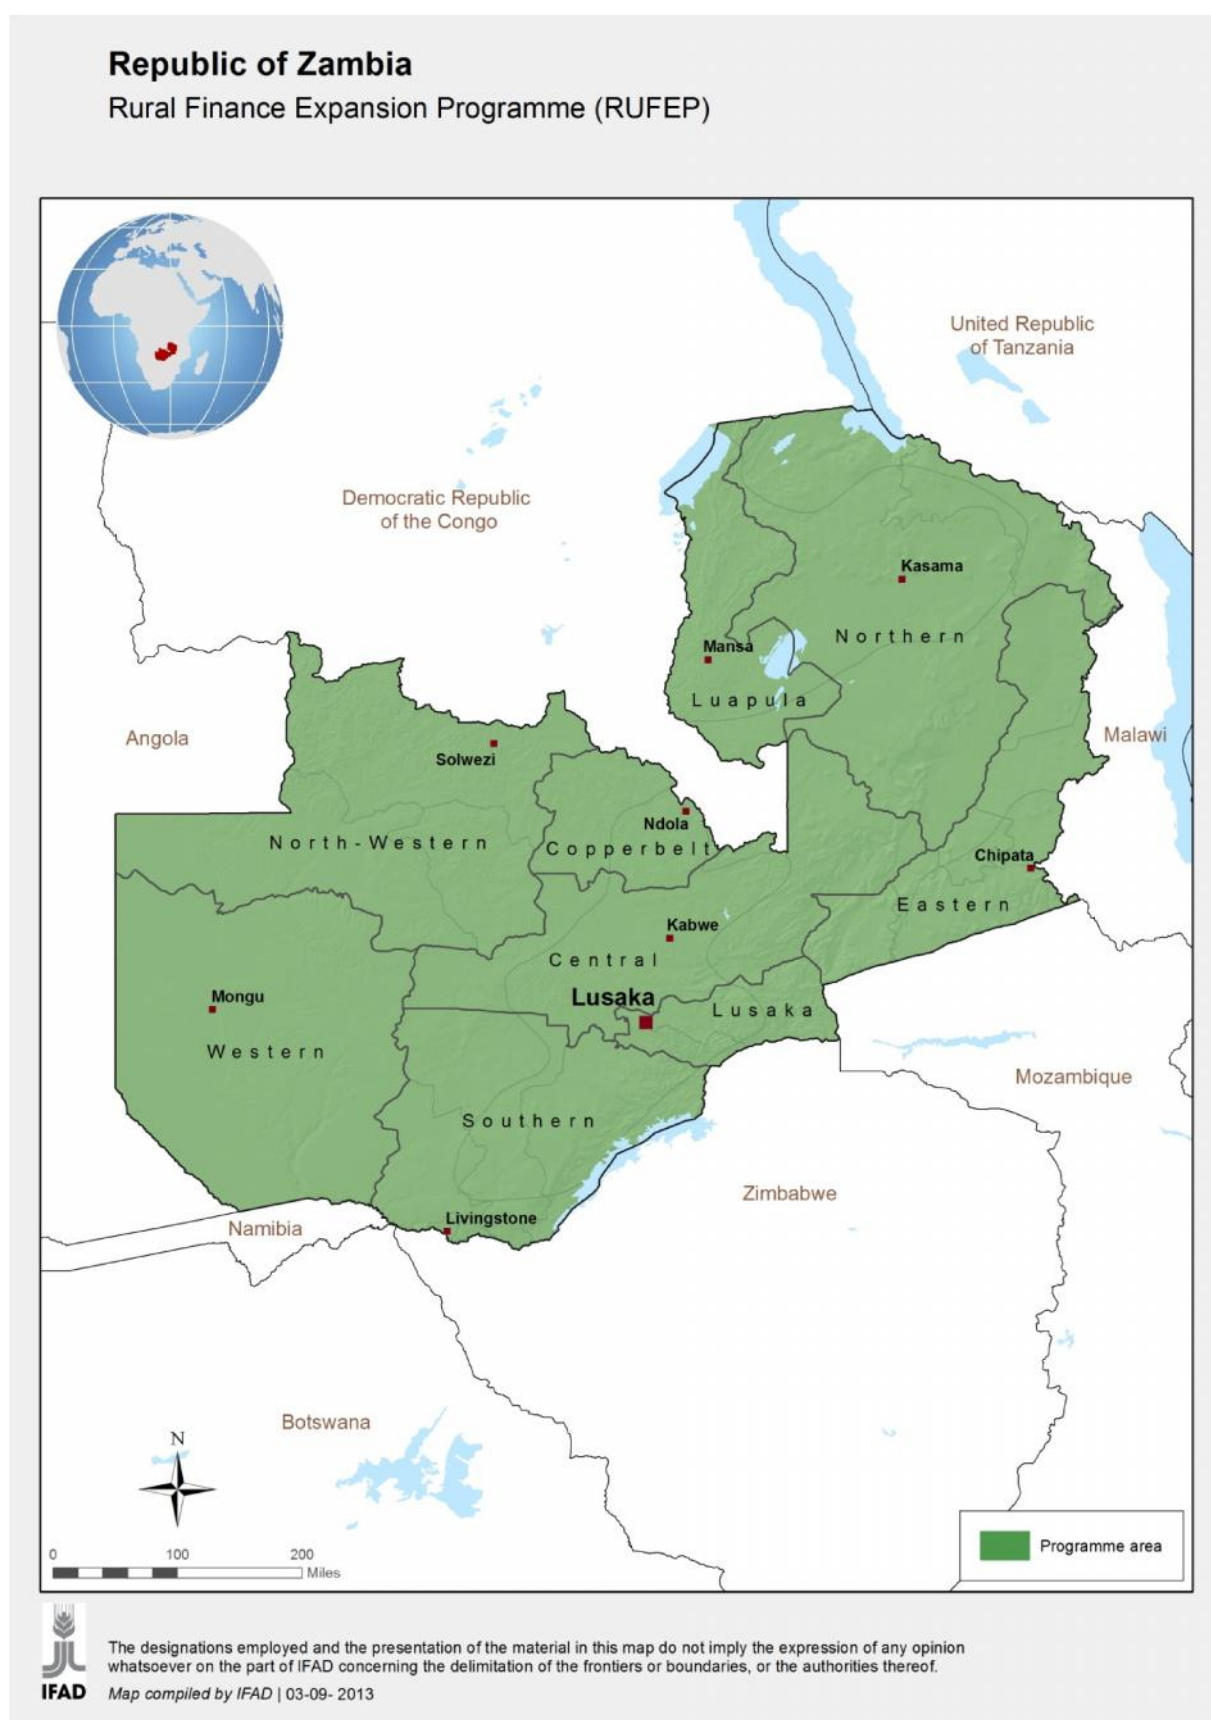 Republic of Zambia
Rural Finance Expansion Programme (RUFEP)
United Republic
of Tanzania
Democratic Republic
of the Congo
Kasama
Northern
Mansa
Luapula
Angola
Malawi
Solwezi
Ndola
North-Western
Copperbelt
Chipata
Eastern
Kabwe
Central
Mongu
Lusaka
Lusaka
Western
Mozambique
Southern
Zimbabwe
Livingstone
Namibia
Botswana
N
Programme area
0 100 200
Miles
The designations employed and the presentation of the material in this map do not imply the expression of any opinion
whatsoever on the part of IFAD concerning the delimitation of the frontiers or boundaries, or the authorities thereof.
IFAD
Map compiled by IFAD | 03-09- 2013